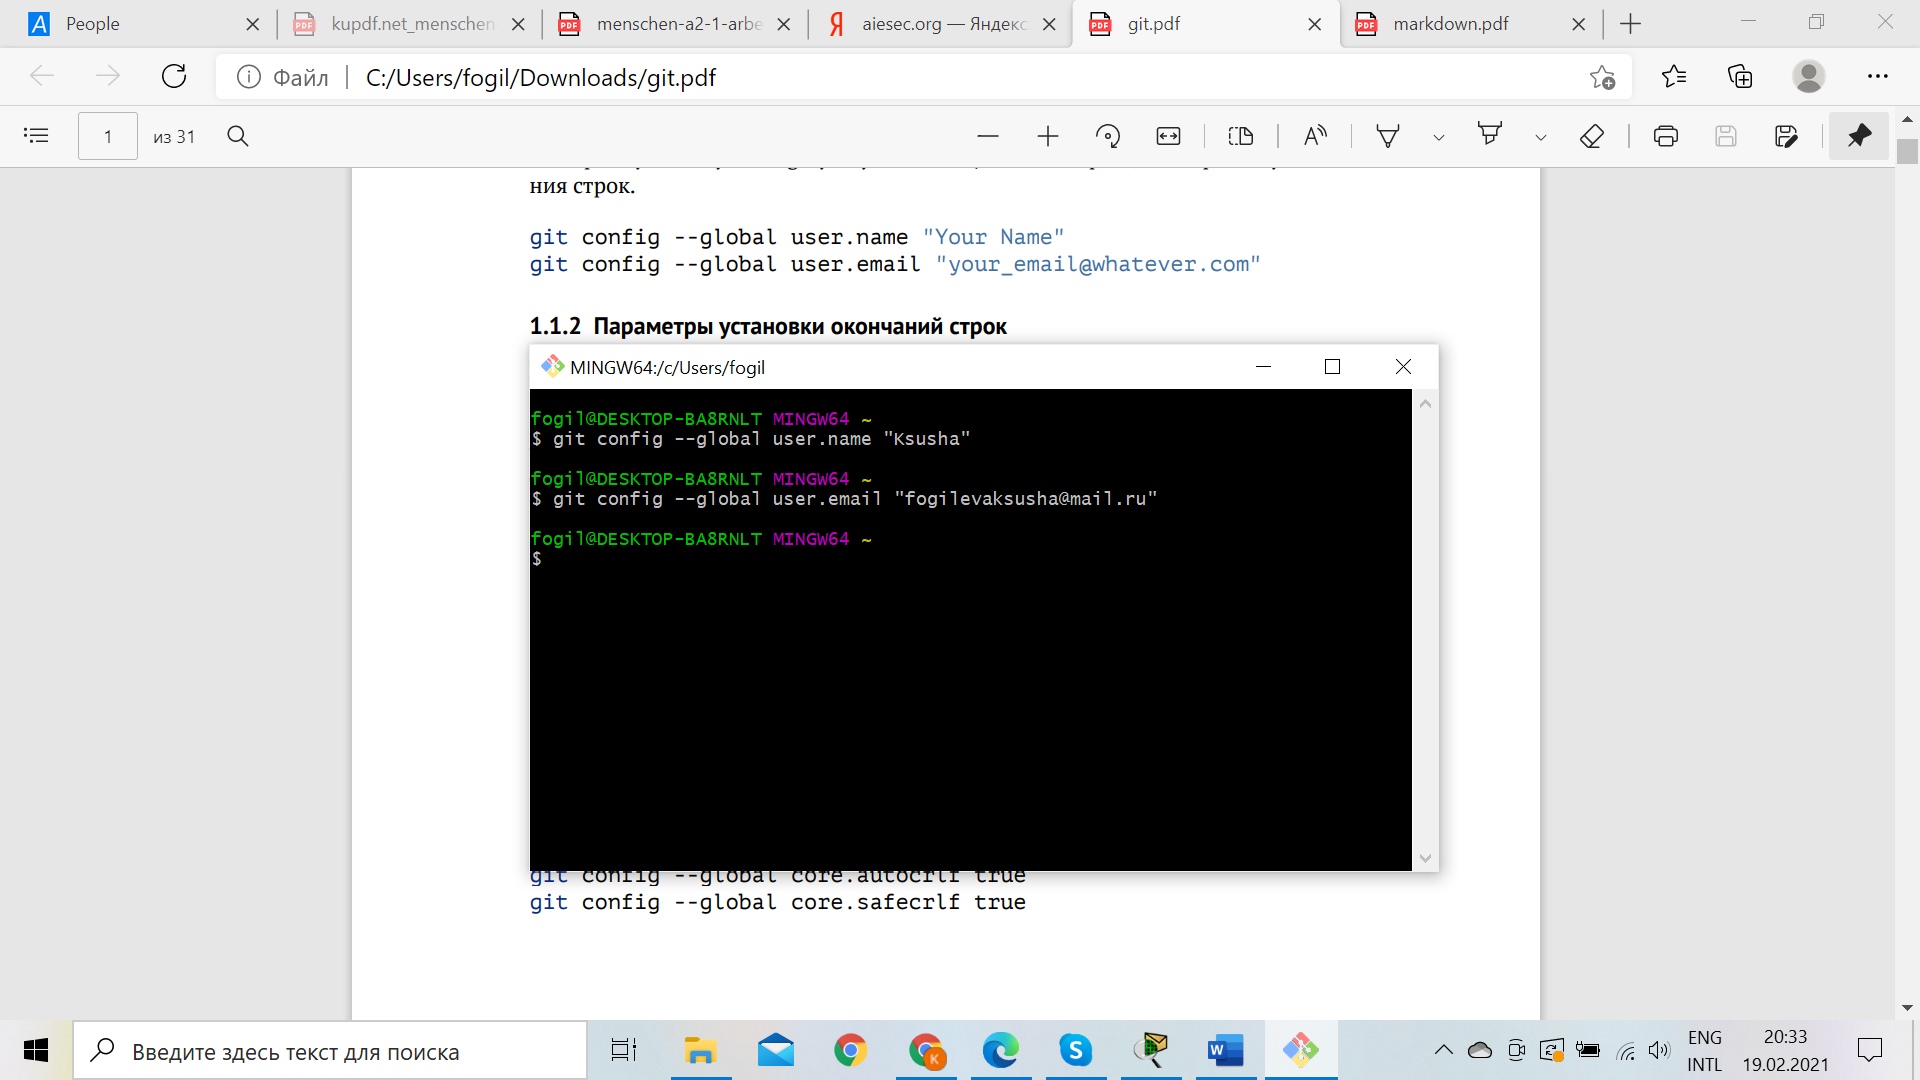 People
kupdf.net_menschen
menschen-a2-1-arbe
aiesec.org — Яндекс
git.pdf
markdown.pdf
Файл
C:/Users/fogil/Downloads/git.pdf
1
из 31
ния строк.
git config --global user.name "Your Name"
git config --global user.email "your_email@whatever.com"
1.1.2 Параметры установки окончаний строк
MINGW64:/c/Users/fogil
fogil@DESKTOP-BA8RNLT MINGW64 ~
$ git config --global user.name "Ksusha"
fogil@DESKTOP-BA8RNLT MINGW64 ~
$ git config --global user.email "fogilevaksusha@mail.ru"
fogil@DESKTOP-BA8RNLT MINGW64 ~
$
git config --global core.autocrlf true
git config --global core.safecrlf true
Введите здесь текст для поиска
ENG
INTL
20:33
19.02.2021